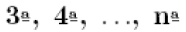 3ª, 4ª, ..., nª